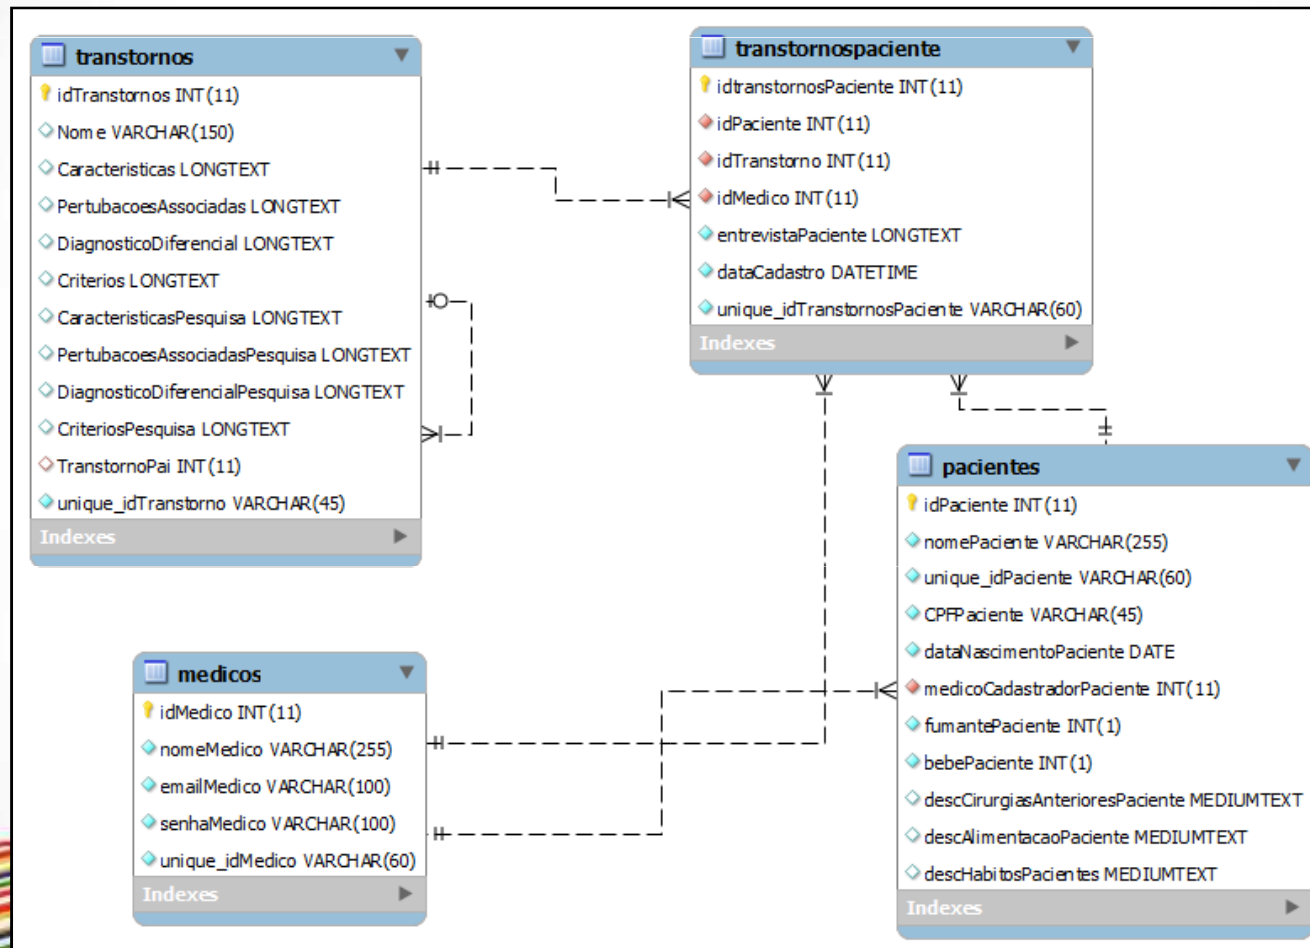 transtornos
idTranstornos INT(11)
Nome VARCHAR(150)
Caracteristicas LONGTEXT
PertubacoesAssociadas LONGTEXT
DiagnosticoDiferencial LONGTEXT
Criterios LONGTEXT
CaracteristicasPesquisa LONGTEXT
PertubacoesAssociadasPesquisa LONGTEXT
DiagnosticoDiferencialPesquisa LONGTEXT
CriteriosPesquisa LONGTEXT
TranstornoPai INT(11)
unique_idTranstorno VARCHAR(45)
Indexes
transtornospaciente
idtranstornosPaciente INT(11)
idPaciente INT(11)
idTranstorno INT(11)
idMedico INT(11)
entrevistaPaciente LONGTEXT
dataCadastro DATETIME
unique_idTranstornosPaciente VARCHAR(60)
Indexes
medicos
idMedico INT(11)
nomeMedico VARCHAR(255)
emailMedico VARCHAR(100)
senhaMedico VARCHAR(100)
unique_idMedico VARCHAR(60)
Indexes
pacientes
idPaciente INT(11)
nomePaciente VARCHAR(255)
unique_idPaciente VARCHAR(60)
CPFPaciente VARCHAR(45)
dataNascimentoPaciente DATE
medicoCadastradorPaciente INT(11)
fumantePaciente INT(1)
bebePaciente INT(1)
descCirurgiasAnterioresPaciente MEDIUMTEXT
descAlimentacaoPaciente MEDIUMTEXT
descHabitosPacientes MEDIUMTEXT
Indexes